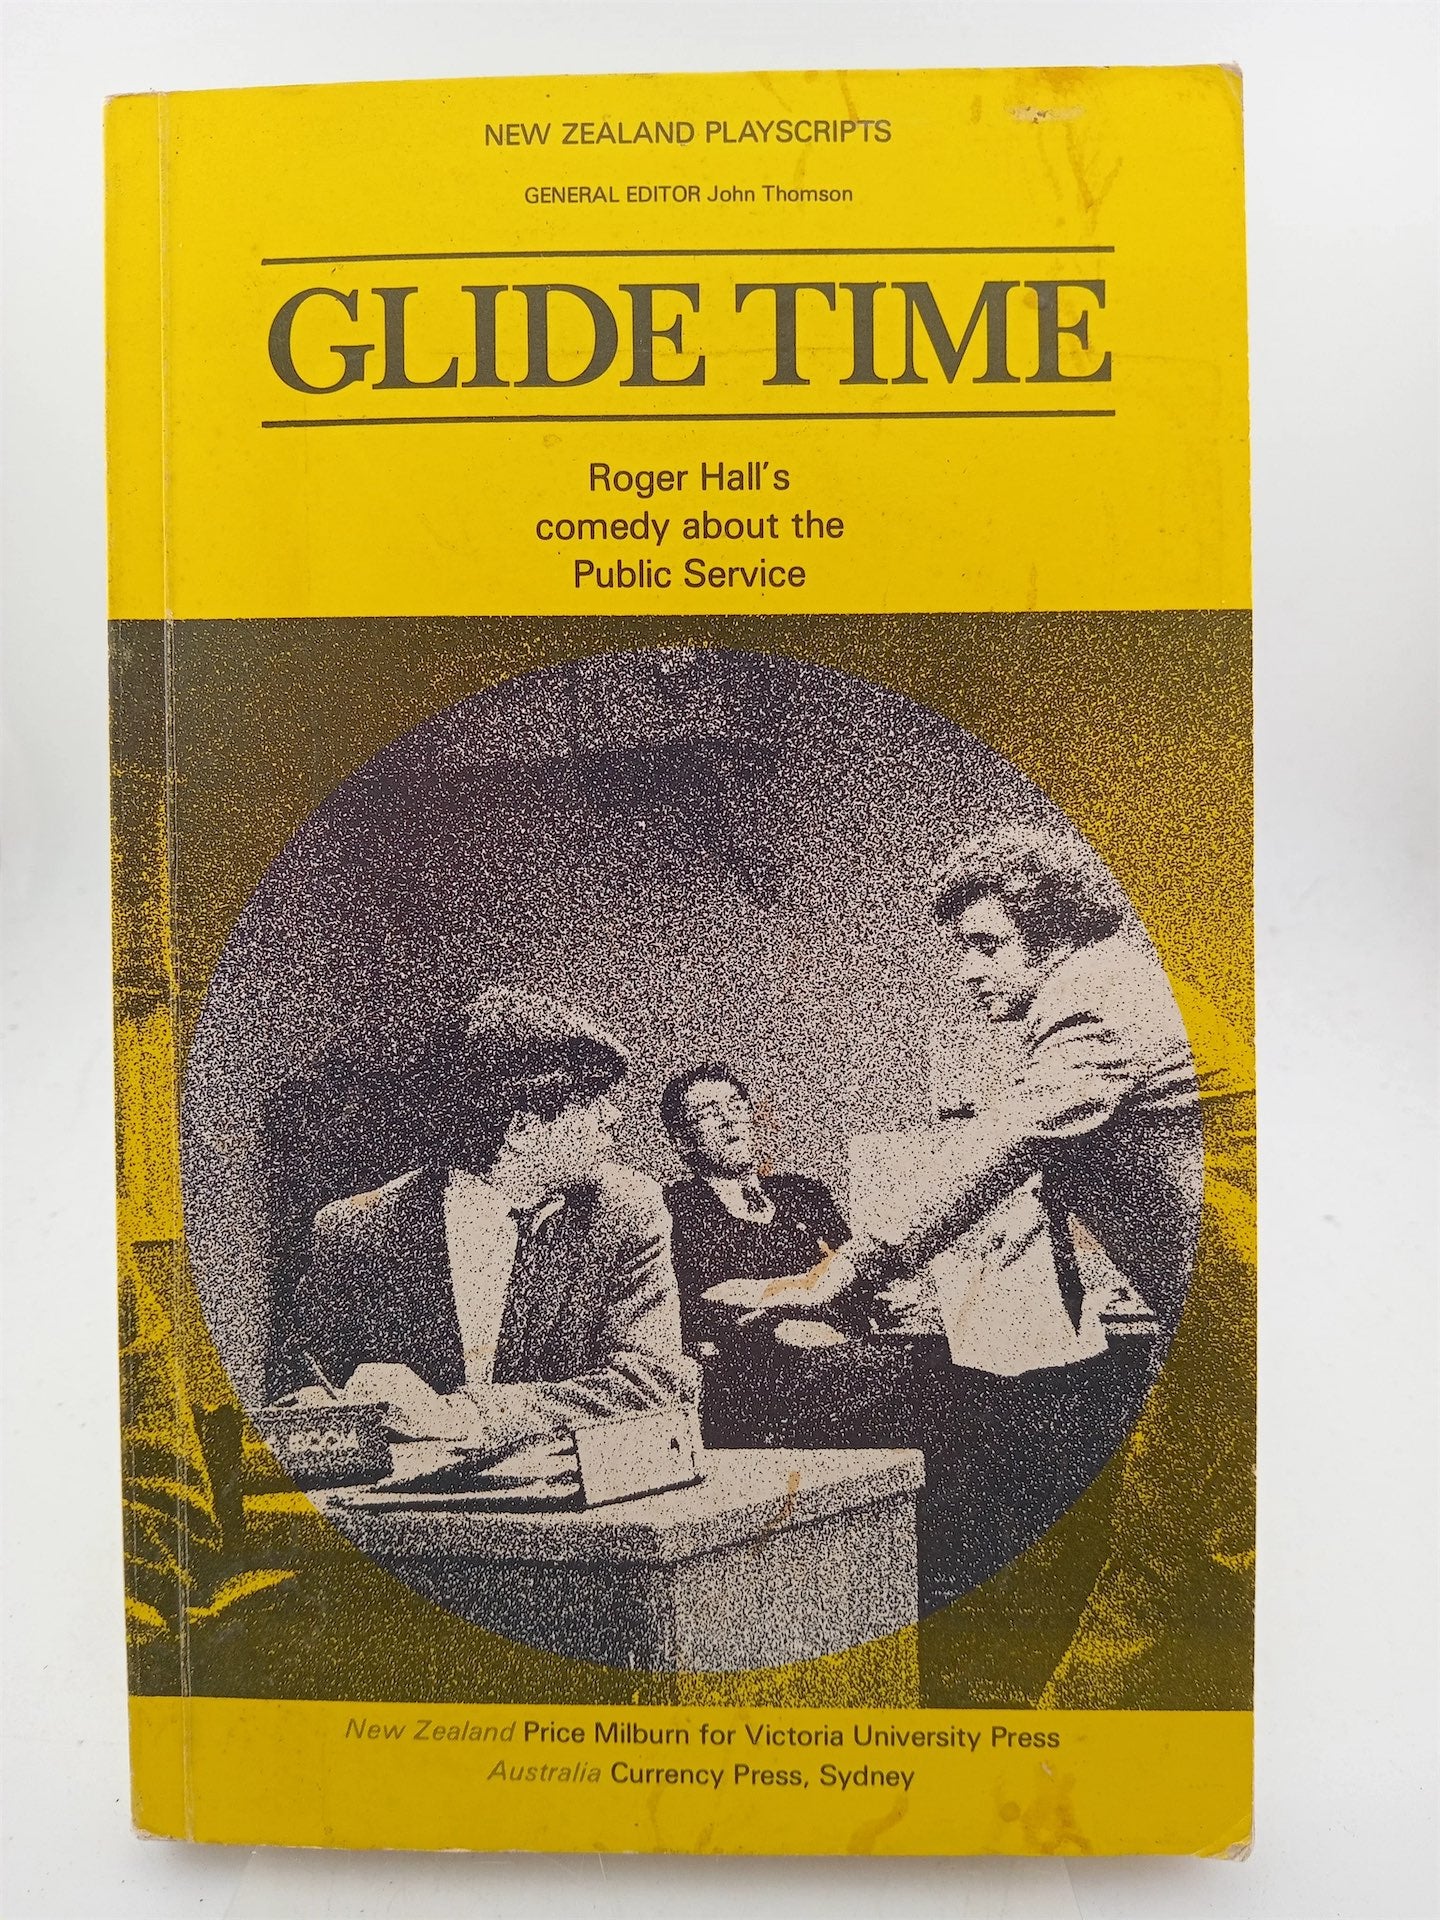 NEW ZEALAND PLAYSCRIPTS
GENERAL EDITOR John Thomson
GLIDE TIME
Roger Hall's
comedy about the
Public Service
New Zealand Price Milburn for Victoria University Press
Australia Currency Press, Sydney